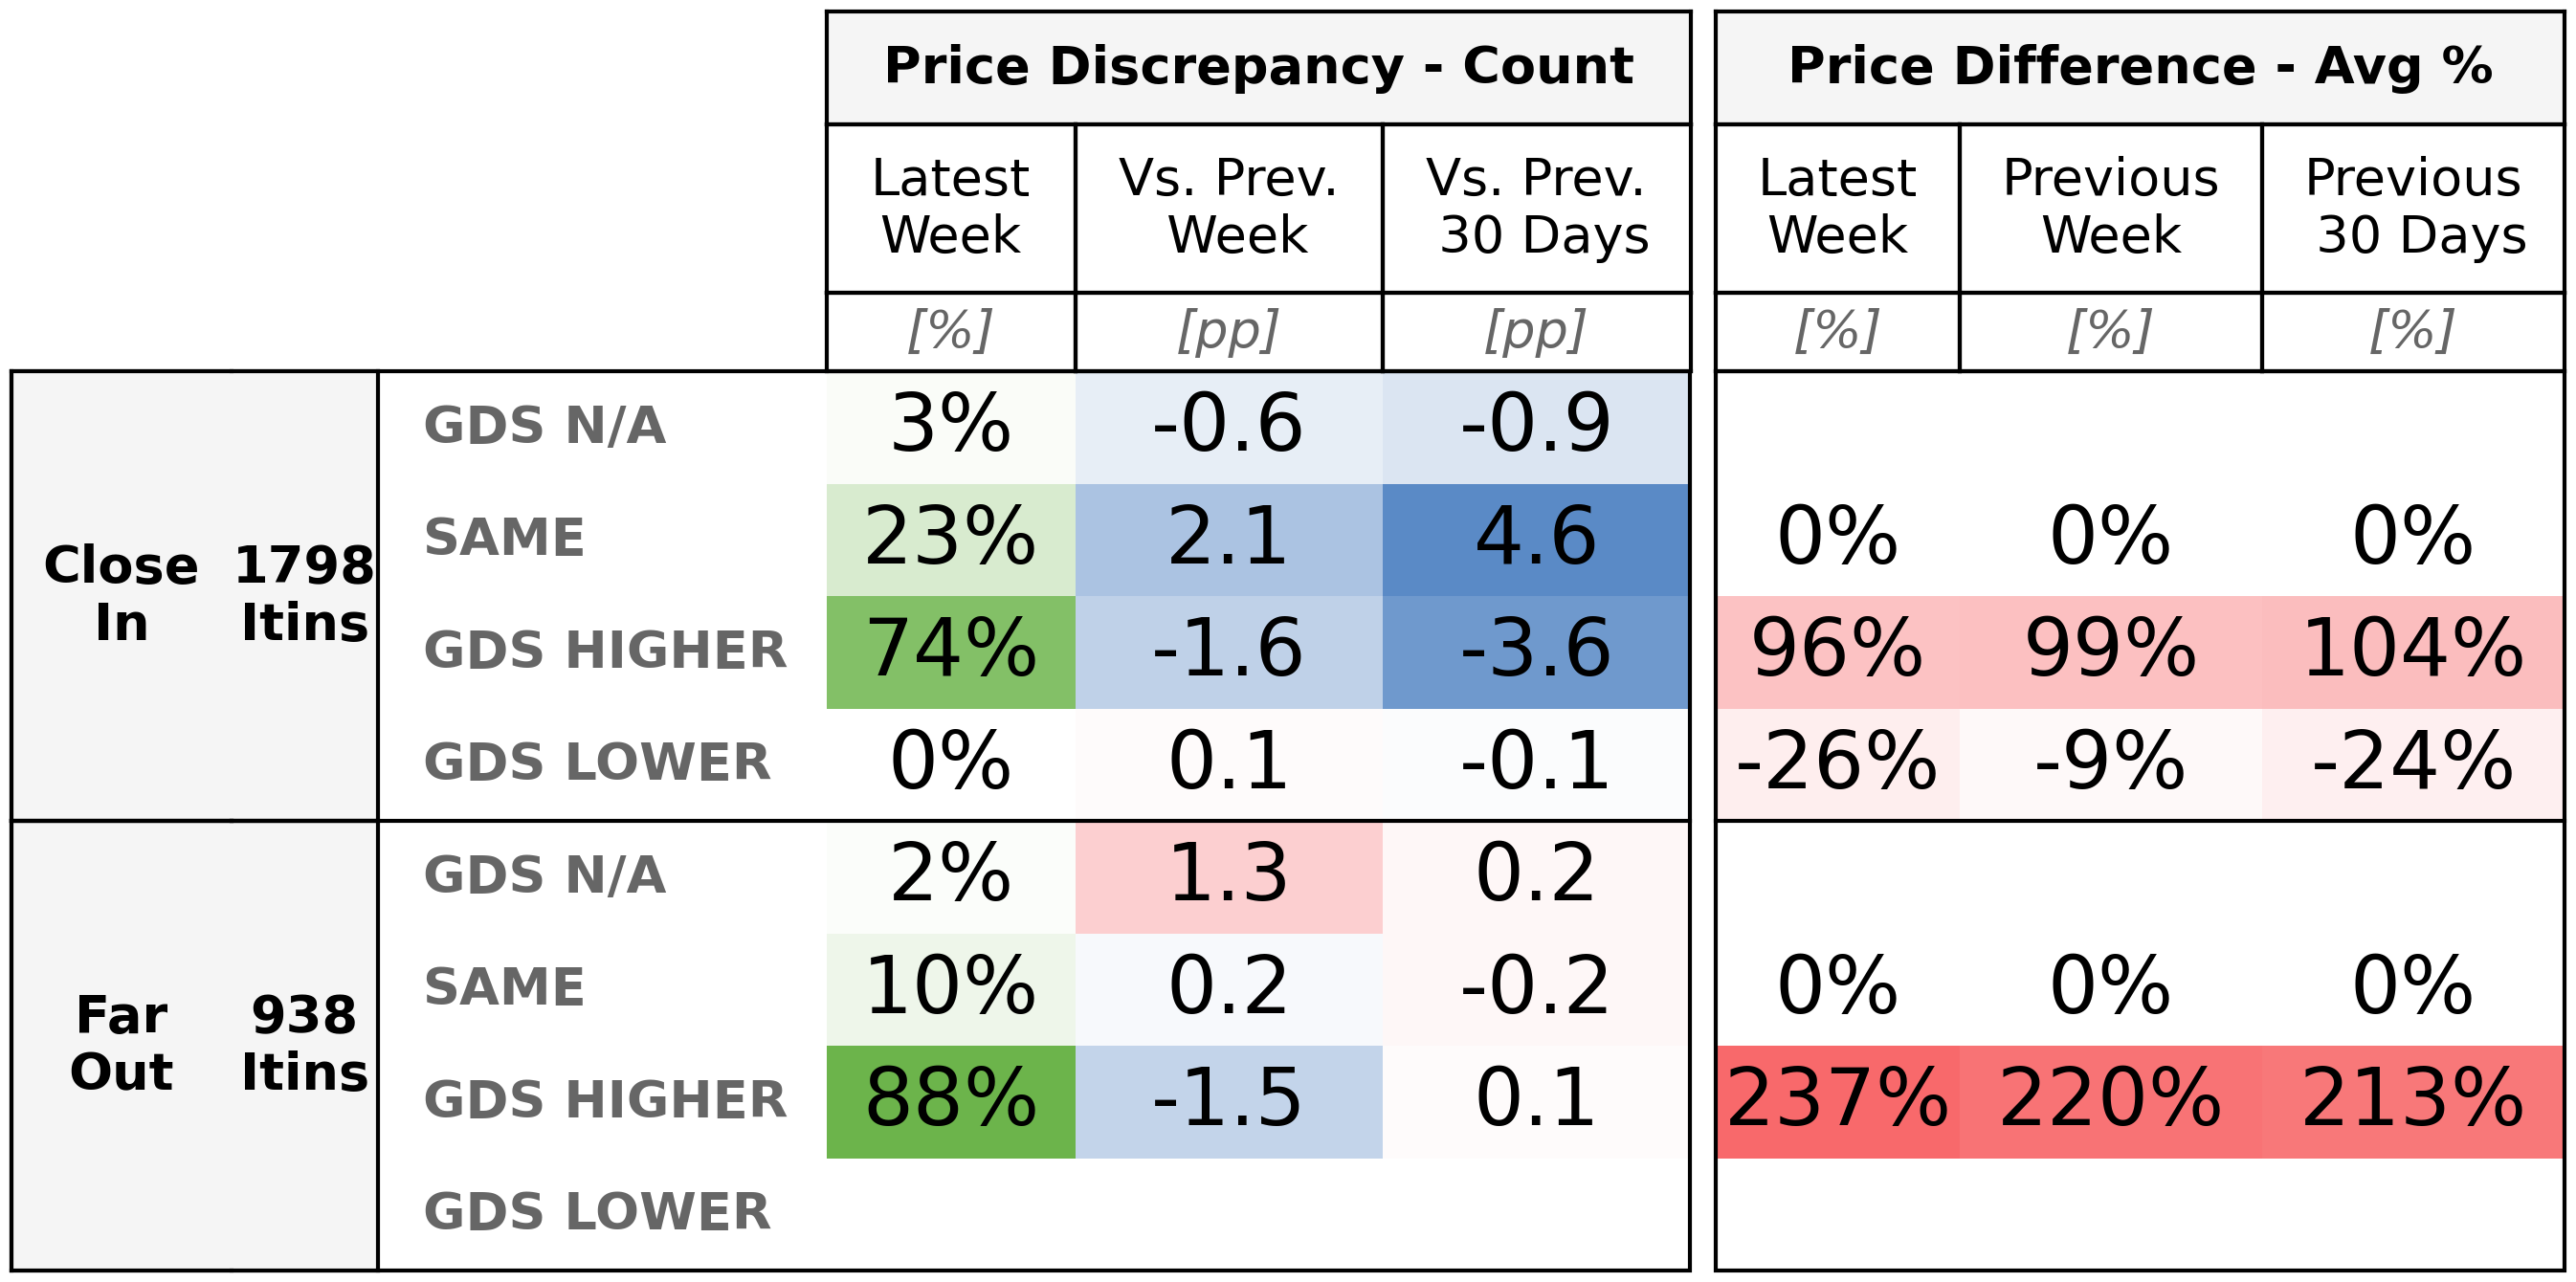 Price Discrepancy - Count Price Difference - Avg %
Latest Week Vs. Prev. Week Vs. Prev. 30 Days Latest Week Previous Week Previous 30 Days
[%] [pp] [pp] [%] [%] [%]
Close In 1798 Itins
GDS N/A 3% -0.6 -0.9
SAME 23% 2.1 4.6 0% 0% 0%
GDS HIGHER 74% -1.6 -3.6 96% 99% 104%
GDS LOWER 0% 0.1 -0.1 -26% -9% -24%
Far Out 938 Itins
GDS N/A 2% 1.3 0.2
SAME 10% 0.2 -0.2 0% 0% 0%
GDS HIGHER 88% -1.5 0.1 237% 220% 213%
GDS LOWER